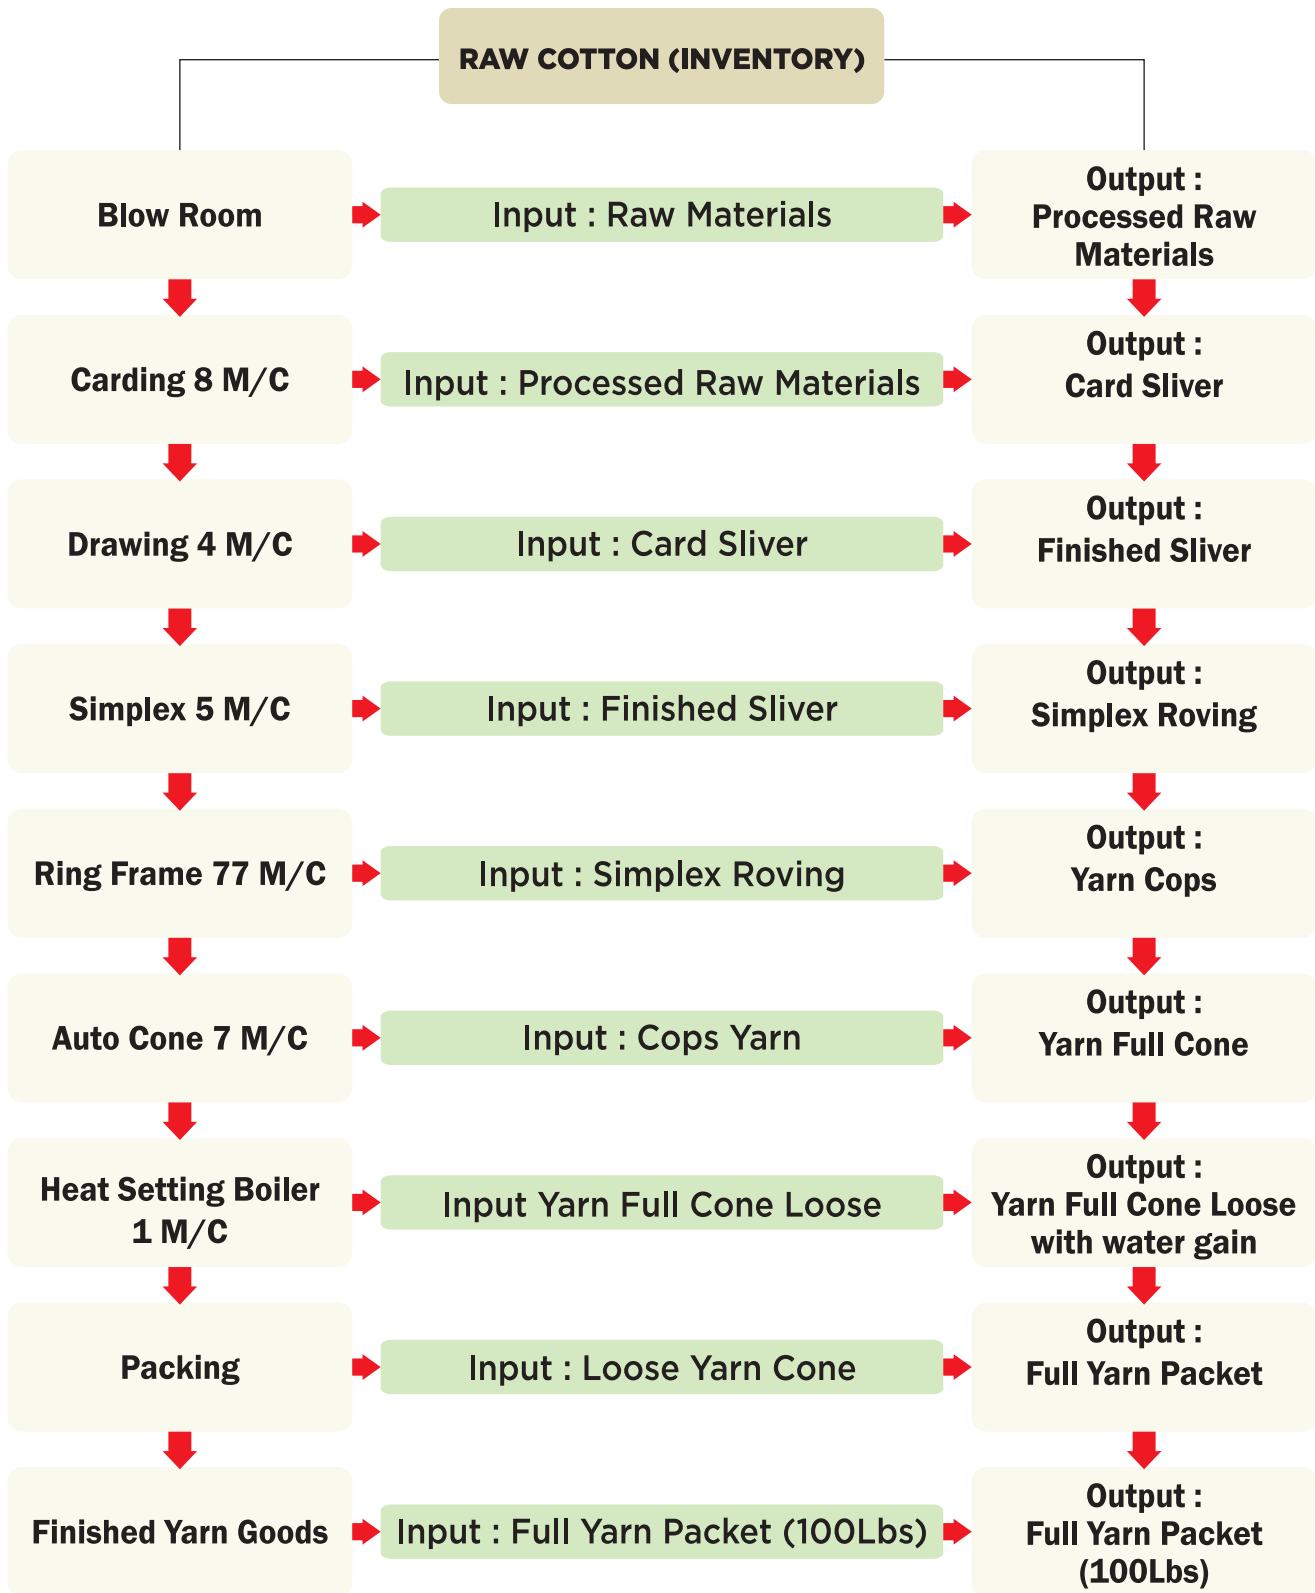 RAW COTTON (INVENTORY)
Blow Room
Input : Raw Materials
Output :
Processed Raw
Materials
Carding 8 M/C
Input : Processed Raw Materials
Output :
Card Sliver
Drawing 4 M/C
Input : Card Sliver
Output :
Finished Sliver
Simplex 5 M/C
Input : Finished Sliver
Output :
Simplex Roving
Ring Frame 77 M/C
Input : Simplex Roving
Output :
Yarn Cops
Auto Cone 7 M/C
Input : Cops Yarn
Output :
Yarn Full Cone
Heat Setting Boiler
1 M/C
Input Yarn Full Cone Loose
Output :
Yarn Full Cone Loose
with water gain
Packing
Input : Loose Yarn Cone
Output :
Full Yarn Packet
Finished Yarn Goods
Input : Full Yarn Packet (100Lbs)
Output :
Full Yarn Packet
(100Lbs)